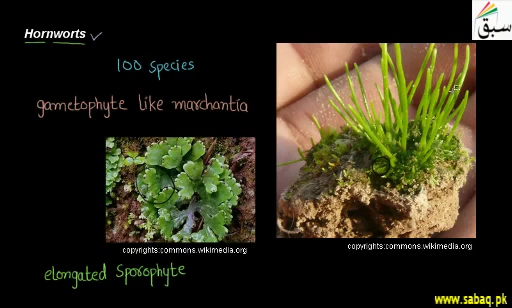 سبق
Hornworts
100 species
gametophyte like marchantia
copyrights:commons.wikimedia.org
copyrights:commons.wikimedia.org
elongated sporophyte
www.sabaq.pk